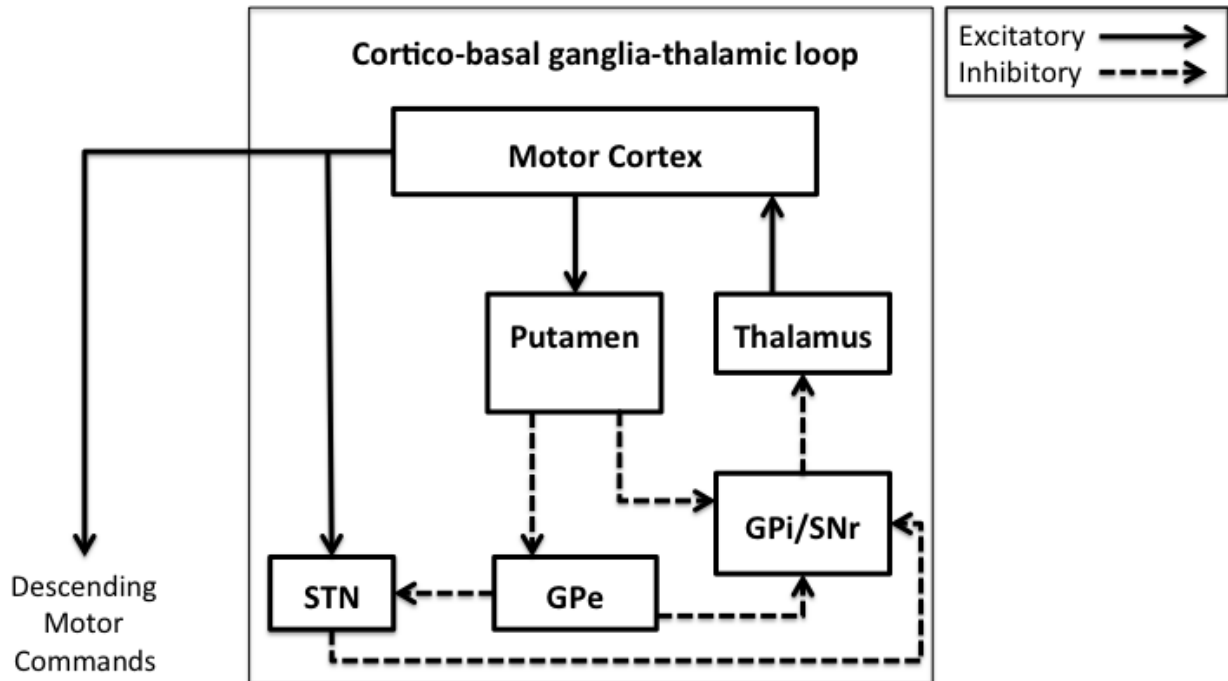 Cortico-basal ganglia-thalamic loop
Excitatory
Inhibitory
Motor Cortex
Putamen
Thalamus
GPi/SNr
STN
GPe
Descending
Motor
Commands